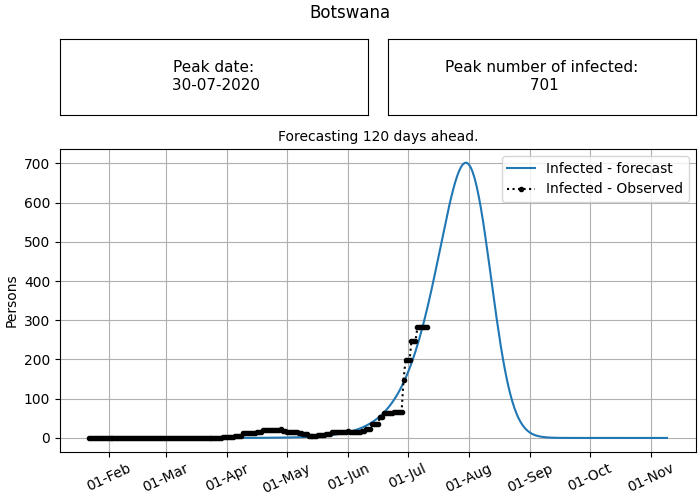 Botswana
Peak date:
30-07-2020
Peak number of infected:
701
Forecasting 120 days ahead.
Infected - forecast
Infected - Observed
Persons
700
600
500
400
300
200
100
0
01-Feb
01-Mar
01-Apr
01-May
01-Jun
01-Jul
01-Aug
01-Sep
01-Oct
01-Nov